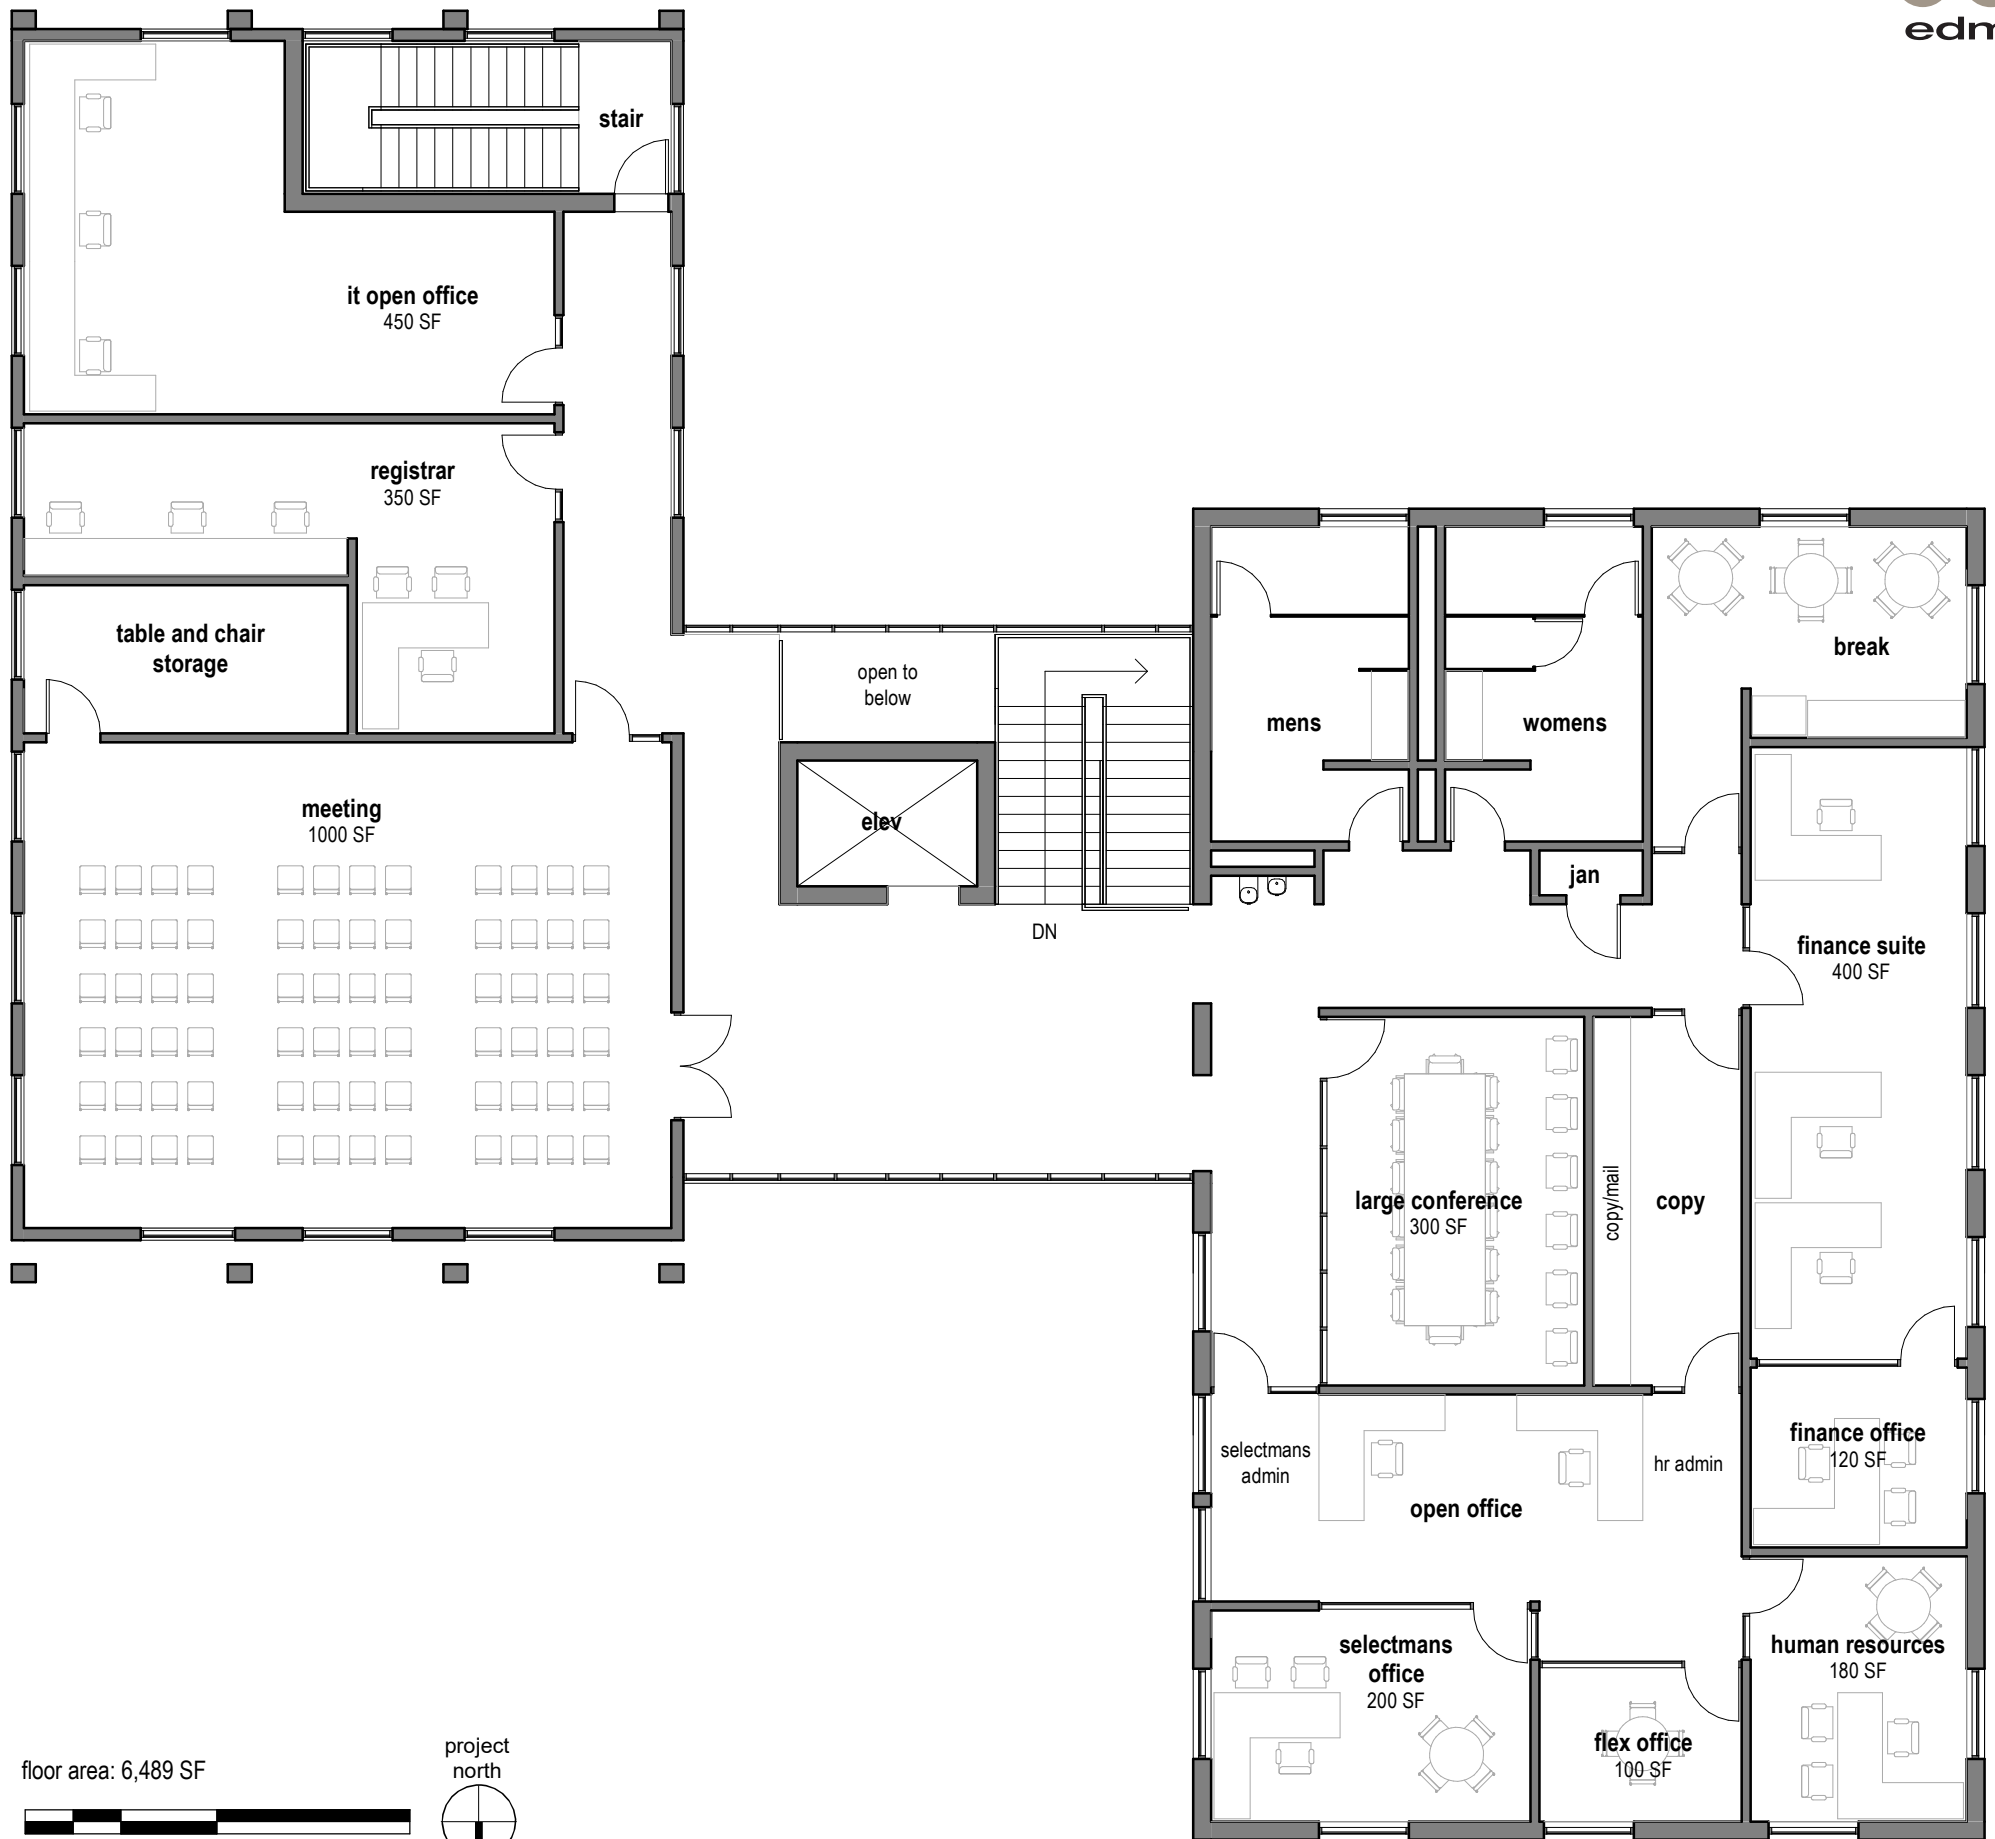 edm
stair
it open office
450 SF
registrar
350 SF
table and chair
storage
open to
below
mens
womens
break
meeting
1000 SF
elev
jan
DN
finance suite
400 SF
large conference
300 SF
copy/mail
copy
selectmans
admin
hr admin
finance office
120 SF
open office
selectmans
office
200 SF
human resources
180 SF
flex office
100 SF
project
north
floor area: 6,489 SF